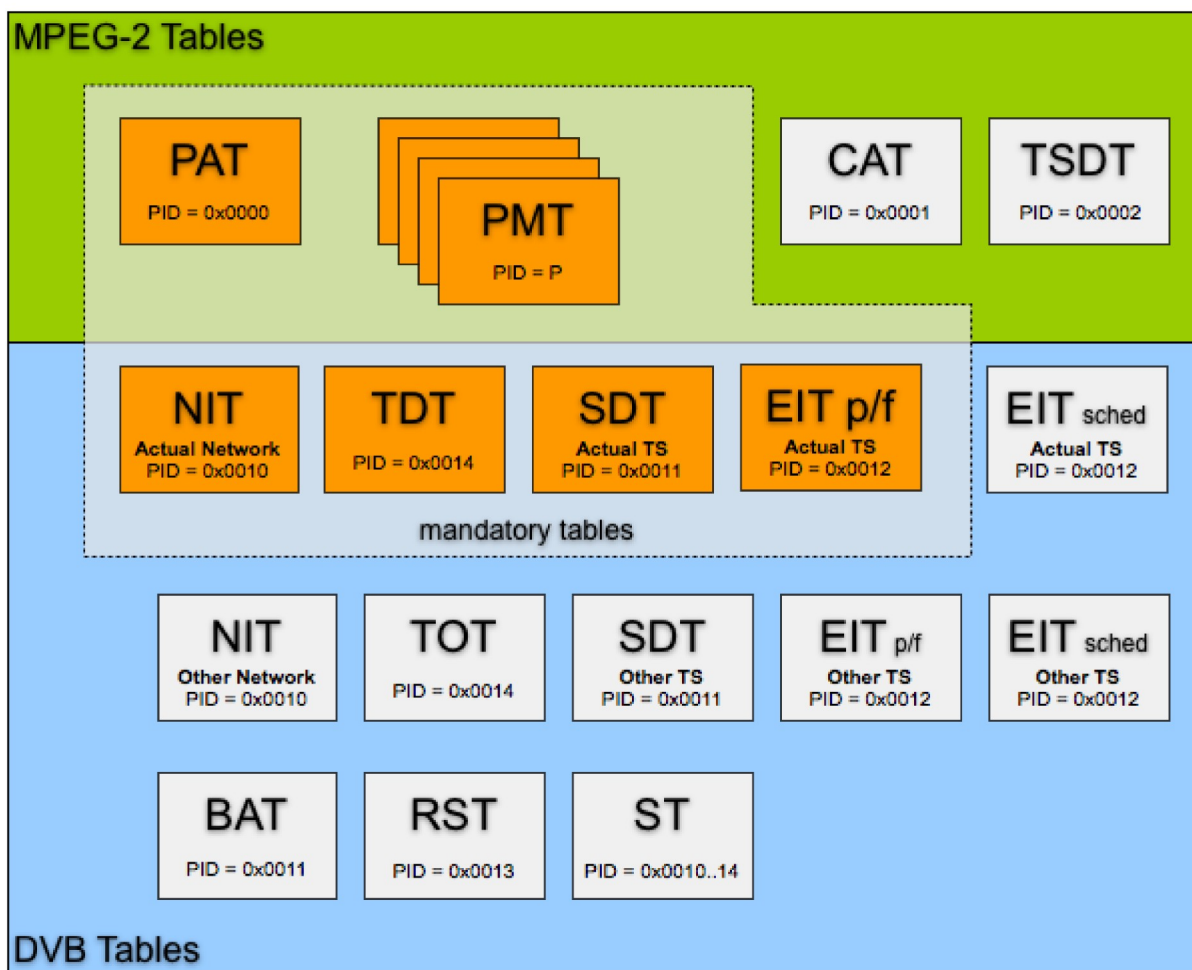 MPEG-2 Tables
PAT
PID = 0x0000
PMT
PID = P
CAT
PID = 0x0001
TSDT
PID = 0x0002
NIT
Actual Network
PID = 0x0010
TDT
PID = 0x0014
SDT
Actual TS
PID = 0x0011
EIT p/f
Actual TS
PID = 0x0012
EIT sched
Actual TS
PID = 0x0012
mandatory tables
NIT
Other Network
PID = 0x0010
TOT
PID = 0x0014
SDT
Other TS
PID = 0x0011
EIT p/f
Other TS
PID = 0x0012
EIT sched
Other TS
PID = 0x0012
BAT
PID = 0x0011
RST
PID = 0x0013
ST
PID = 0x0010..14
DVB Tables